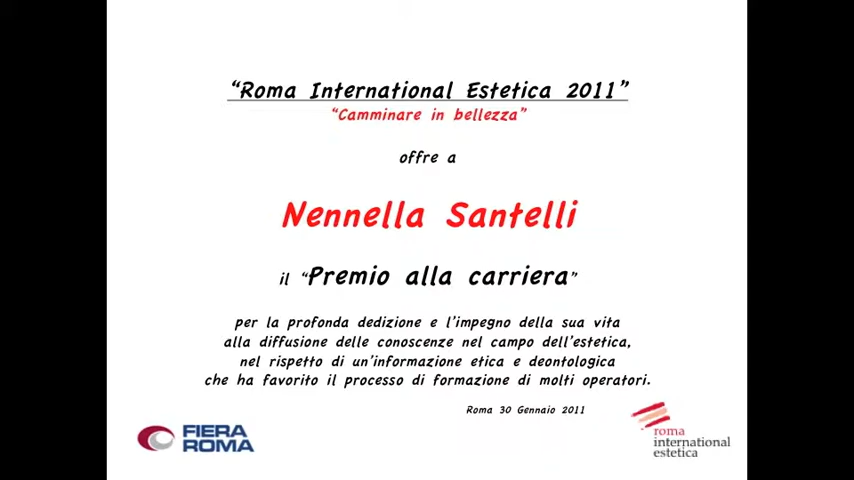 “Roma International Estetica 2011”
“Camminare in bellezza”
offre a
Nennella Santelli
il “Premio alla carriera”
per la profonda dedizione e l’impegno della sua vita
alla diffusione delle conoscenze nel campo dell’estetica,
nel rispetto di un’informazione etica e deontologica
che ha favorito il processo di formazione di molti operatori.
Roma 30 Gennaio 2011
FIERA
ROMA
roma
international
estetica